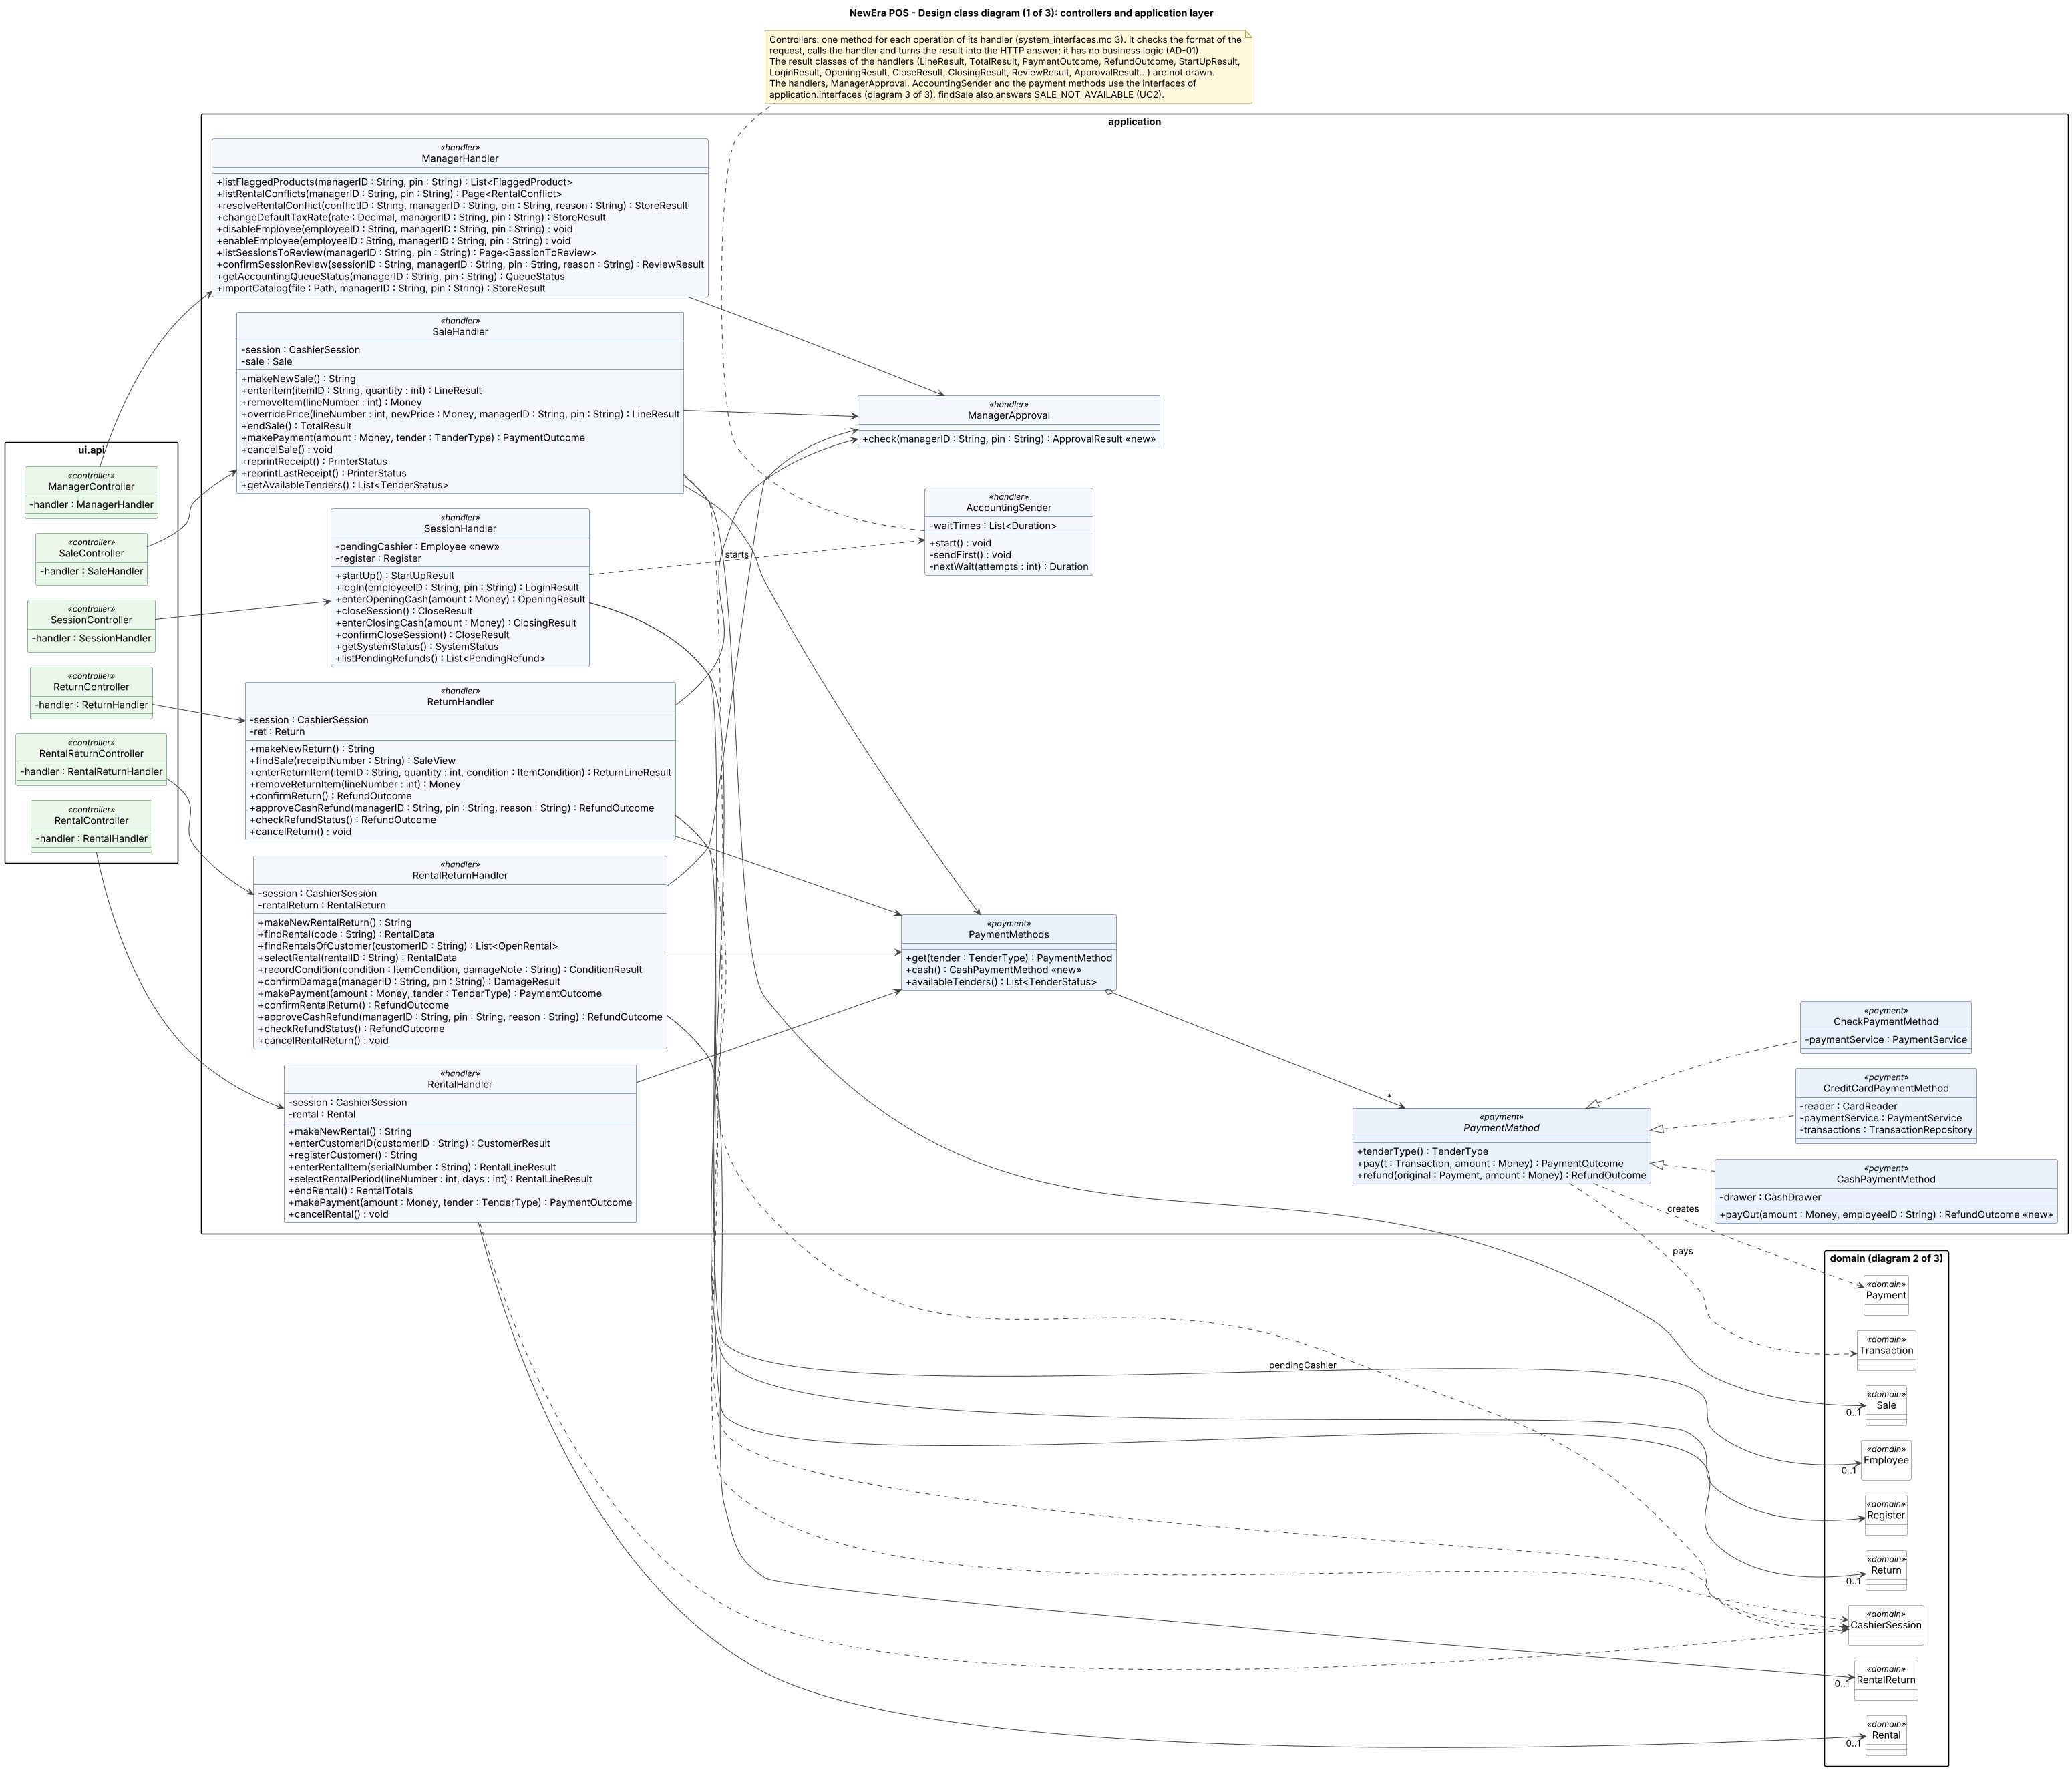 NewEra POS - Design class diagram (1 of 3): controllers and application layer
Controllers: one method for each operation of its handler (system_interfaces.md 3). It checks the format of the
request, calls the handler and turns the result into the HTTP answer; it has no business logic (AD-01).
The result classes of the handlers (LineResult, TotalResult, PaymentOutcome, RefundOutcome, StartUpResult,
LoginResult, OpeningResult, CloseResult, ClosingResult, ReviewResult, ApprovalResult...) are not drawn.
The handlers, ManagerApproval, AccountingSender and the payment methods use the interfaces of
application.interfaces (diagram 3 of 3). findSale also answers SALE_NOT_AVAILABLE (UC2).
application
«handler»
ManagerHandler
+listFlaggedProducts(managerID : String, pin : String) : List<FlaggedProduct>
+listRentalConflicts(managerID : String, pin : String) : Page<RentalConflict>
+resolveRentalConflict(conflictID : String, managerID : String, pin : String, reason : String) : StoreResult
+changeDefaultTaxRate(rate : Decimal, managerID : String, pin : String) : StoreResult
+disableEmployee(employeeID : String, managerID : String, pin : String) : void
+enableEmployee(employeeID : String, managerID : String, pin : String) : void
+listSessionsToReview(managerID : String, pin : String) : Page<SessionToReview>
+confirmSessionReview(sessionID : String, managerID : String, pin : String, reason : String) : ReviewResult
+getAccountingQueueStatus(managerID : String, pin : String) : QueueStatus
+importCatalog(file : Path, managerID : String, pin : String) : StoreResult
«handler»
SaleHandler
-session : CashierSession
-sale : Sale
+makeNewSale() : String
+enterItem(itemID : String, quantity : int) : LineResult
+removeItem(lineNumber : int) : Money
+overridePrice(lineNumber : int, newPrice : Money, managerID : String, pin : String) : LineResult
+endSale() : TotalResult
+makePayment(amount : Money, tender : TenderType) : PaymentOutcome
+cancelSale() : void
+reprintReceipt() : PrinterStatus
+reprintLastReceipt() : PrinterStatus
+getAvailableTenders() : List<TenderStatus>
«handler»
ManagerApproval
+check(managerID : String, pin : String) : ApprovalResult «new»
ui.api
«controller»
ManagerController
-handler : ManagerHandler
«controller»
SaleController
-handler : SaleHandler
«controller»
SessionController
-handler : SessionHandler
«controller»
ReturnController
-handler : ReturnHandler
«controller»
RentalReturnController
-handler : RentalReturnHandler
«controller»
RentalController
-handler : RentalHandler
«handler»
SessionHandler
-pendingCashier : Employee «new»
-register : Register
+startUp() : StartUpResult
+logIn(employeeID : String, pin : String) : LoginResult
+enterOpeningCash(amount : Money) : OpeningResult
+closeSession() : CloseResult
+enterClosingCash(amount : Money) : ClosingResult
+confirmCloseSession() : CloseResult
+getSystemStatus() : SystemStatus
+listPendingRefunds() : List<PendingRefund>
starts
«handler»
AccountingSender
-waitTimes : List<Duration>
+start() : void
-sendFirst() : void
-nextWait(attempts : int) : Duration
«handler»
ReturnHandler
-session : CashierSession
-ret : Return
+makeNewReturn() : String
+findSale(receiptNumber : String) : SaleView
+enterReturnItem(itemID : String, quantity : int, condition : ItemCondition) : ReturnLineResult
+removeReturnItem(lineNumber : int) : Money
+confirmReturn() : RefundOutcome
+approveCashRefund(managerID : String, pin : String, reason : String) : RefundOutcome
+checkRefundStatus() : RefundOutcome
+cancelReturn() : void
«handler»
RentalReturnHandler
-session : CashierSession
-rentalReturn : RentalReturn
+makeNewRentalReturn() : String
+findRental(code : String) : RentalData
+findRentalsOfCustomer(customerID : String) : List<OpenRental>
+selectRental(rentalID : String) : RentalData
+recordCondition(condition : ItemCondition, damageNote : String) : ConditionResult
+confirmDamage(managerID : String, pin : String) : DamageResult
+makePayment(amount : Money, tender : TenderType) : PaymentOutcome
+confirmRentalReturn() : RefundOutcome
+approveCashRefund(managerID : String, pin : String, reason : String) : RefundOutcome
+checkRefundStatus() : RefundOutcome
+cancelRentalReturn() : void
«payment»
PaymentMethods
+get(tender : TenderType) : PaymentMethod
+cash() : CashPaymentMethod «new»
+availableTenders() : List<TenderStatus>
«handler»
RentalHandler
-session : CashierSession
-rental : Rental
+makeNewRental() : String
+enterCustomerID(customerID : String) : CustomerResult
+registerCustomer() : String
+enterRentalItem(serialNumber : String) : RentalLineResult
+selectRentalPeriod(lineNumber : int, days : int) : RentalLineResult
+endRental() : RentalTotals
+makePayment(amount : Money, tender : TenderType) : PaymentOutcome
+cancelRental() : void
*
«payment»
PaymentMethod
+tenderType() : TenderType
+pay(t : Transaction, amount : Money) : PaymentOutcome
+refund(original : Payment, amount : Money) : RefundOutcome
«payment»
CheckPaymentMethod
-paymentService : PaymentService
«payment»
CreditCardPaymentMethod
-reader : CardReader
-paymentService : PaymentService
-transactions : TransactionRepository
«payment»
CashPaymentMethod
-drawer : CashDrawer
+payOut(amount : Money, employeeID : String) : RefundOutcome «new»
creates
pays
pendingCashier
domain (diagram 2 of 3)
«domain»
Payment
«domain»
Transaction
«domain»
Sale
0..1
«domain»
Employee
0..1
«domain»
Register
«domain»
Return
0..1
«domain»
CashierSession
«domain»
RentalReturn
0..1
«domain»
Rental
0..1